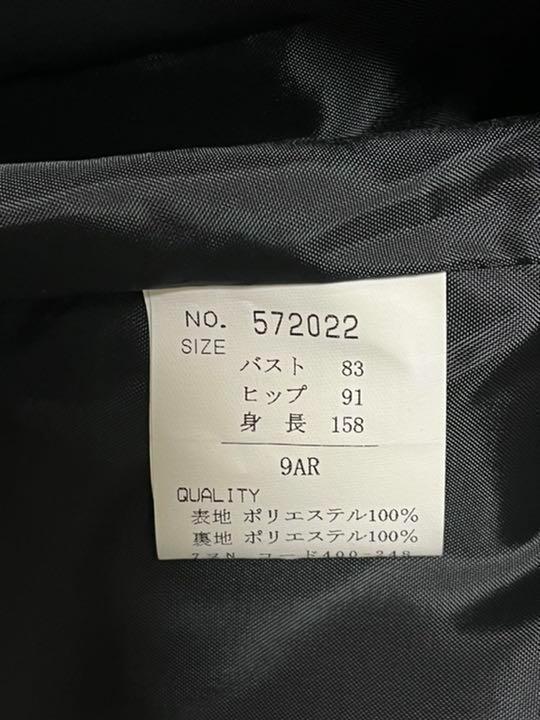 NO. 572022
SIZE
バスト 83
ヒップ 91
身長 158
9AR
QUALITY
表地 ポリエステル100%
裏地 ポリエステル100%